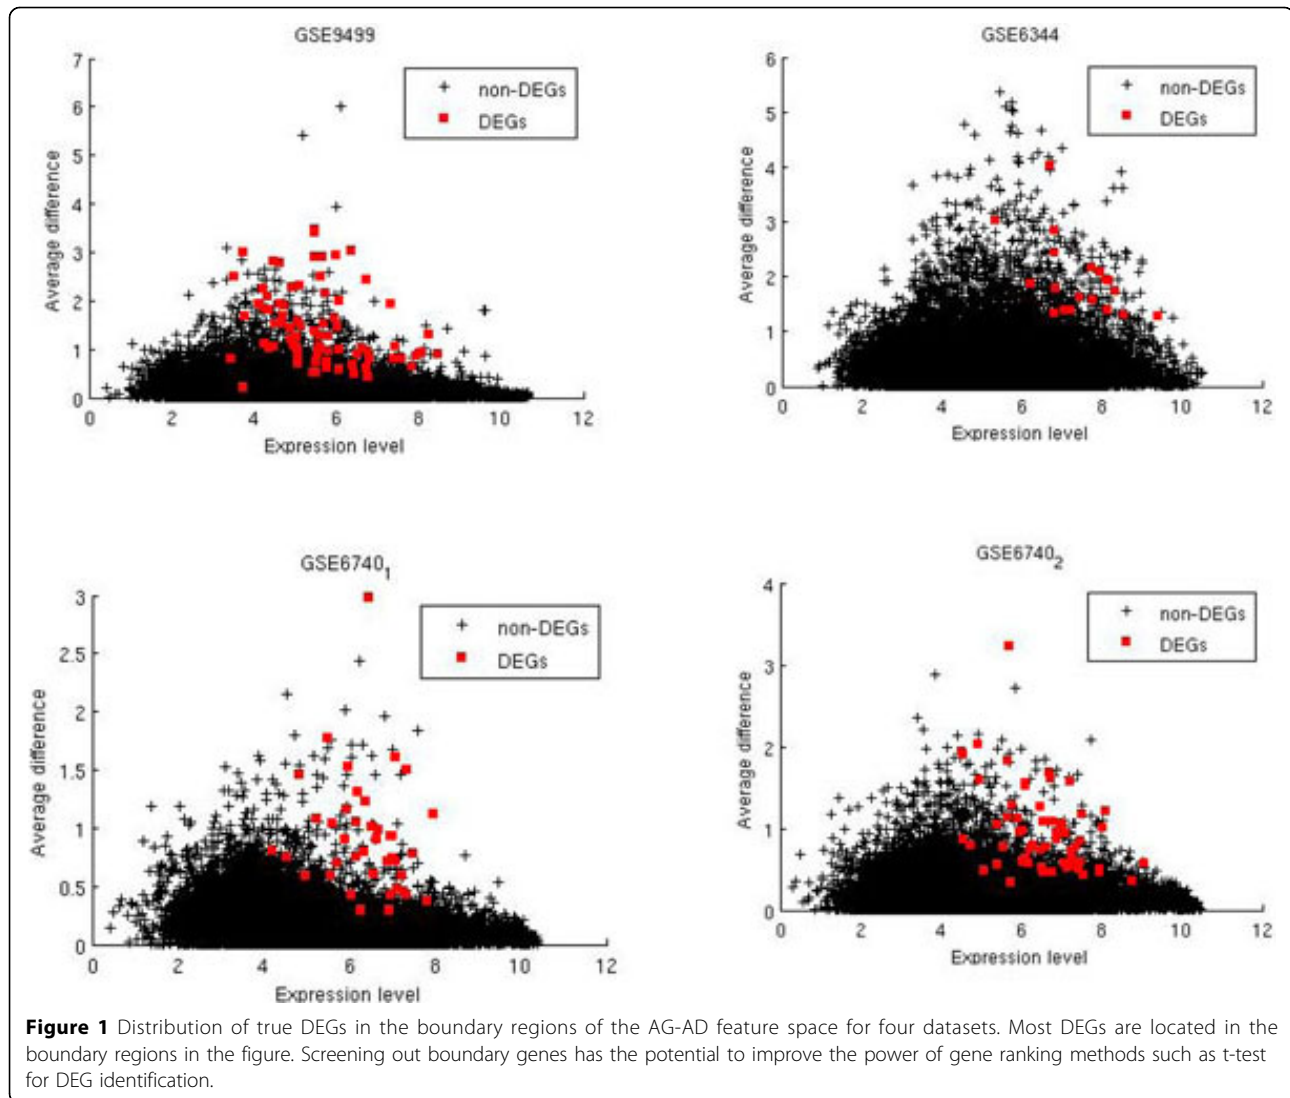 GSE9499
7
6
5
4
3
2
1
0
0 2 4 6 8 10 12
Average difference
Expression level
non-DEGs
DEGs
GSE6344
6
5
4
3
2
1
0
0 2 4 6 8 10 12
Average difference
Expression level
non-DEGs
DEGs
GSE6740₁
3
2.5
2
1.5
1
0.5
0
0 2 4 6 8 10 12
Average difference
Expression level
non-DEGs
DEGs
GSE6740₂
4
3
2
1
0
0 2 4 6 8 10 12
Average difference
Expression level
non-DEGs
DEGs
Figure 1 Distribution of true DEGs in the boundary regions of the AG-AD feature space for four datasets. Most DEGs are located in the
boundary regions in the figure. Screening out boundary genes has the potential to improve the power of gene ranking methods such as t-test
for DEG identification.